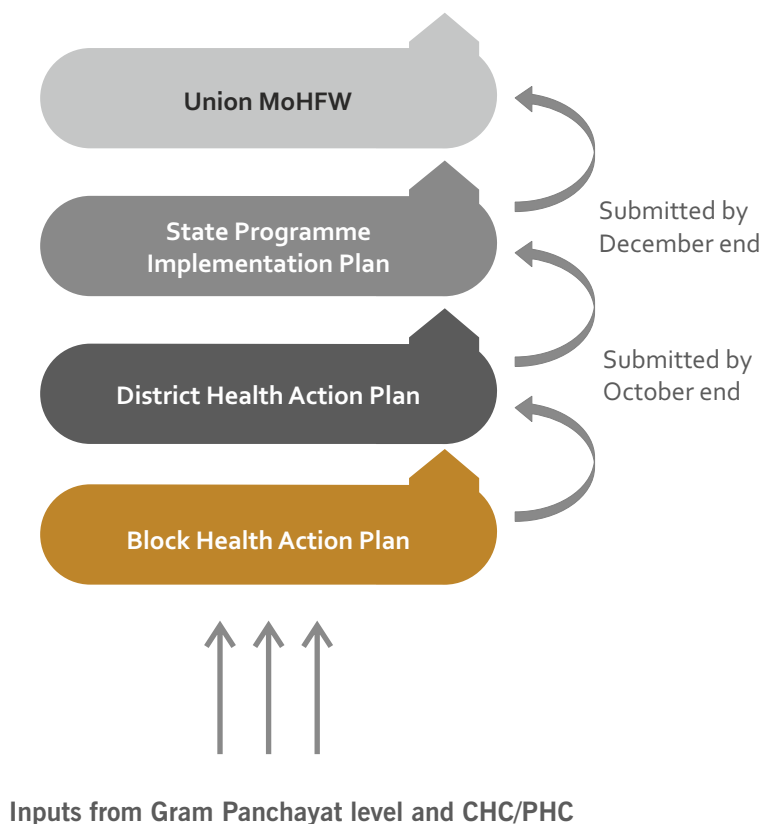 Union MoHFW
State Programme
Implementation Plan
Submitted by
December end
District Health Action Plan
Submitted by
October end
Block Health Action Plan
Inputs from Gram Panchayat level and CHC/PHC